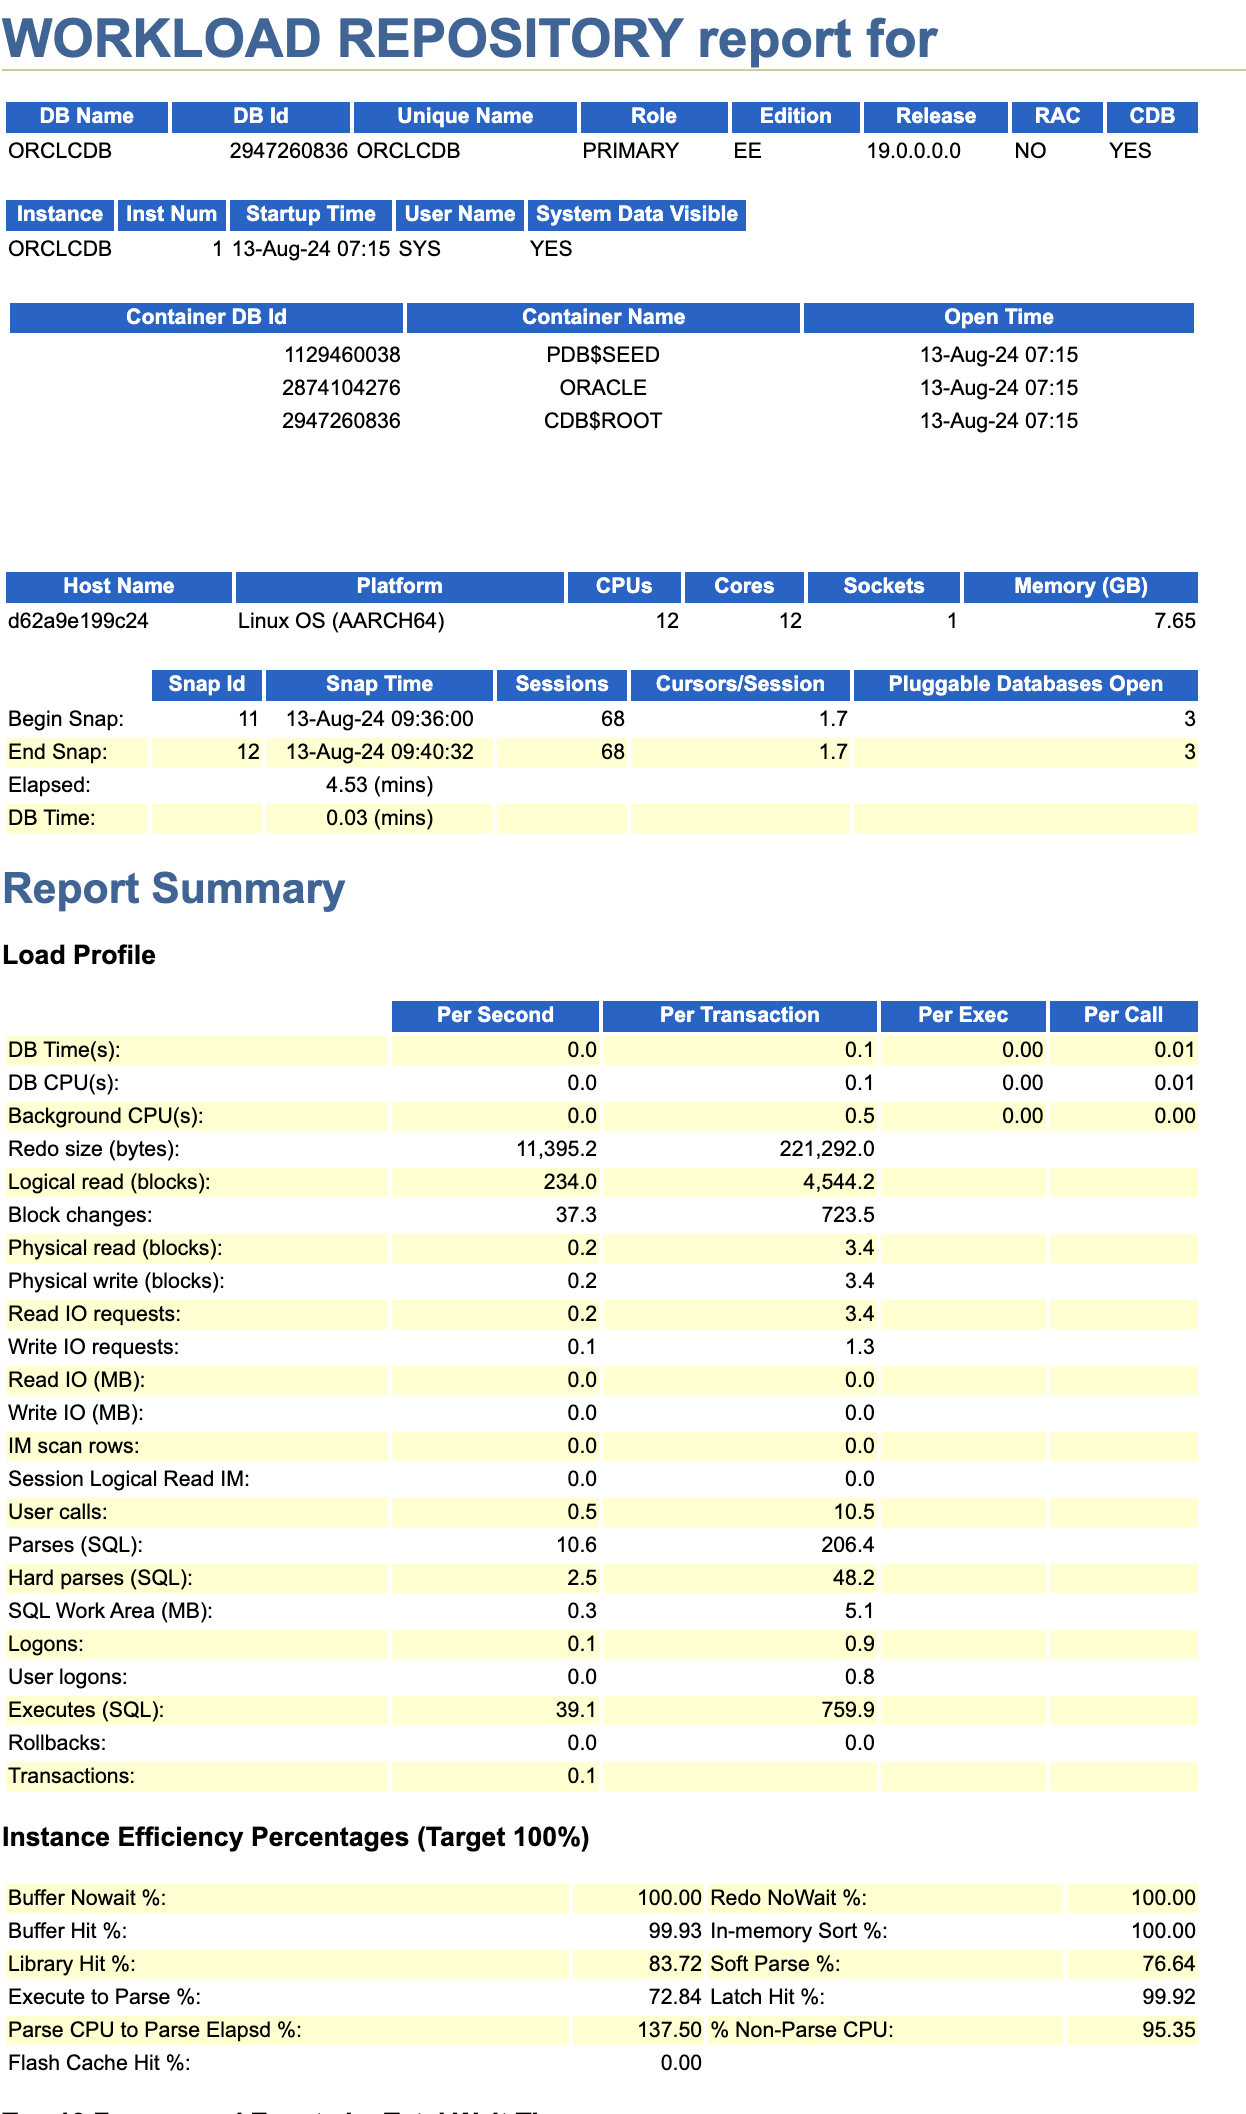 WORKLOAD REPOSITORY report for
DB Name DB Id Unique Name Role Edition Release RAC CDB
ORCLCDB 2947260836 ORCLCDB PRIMARY EE 19.0.0.0.0 NO YES
Instance Inst Num Startup Time User Name System Data Visible
ORCLCDB 1 13-Aug-24 07:15 SYS YES
Container DB Id Container Name Open Time
1129460038 PDB$SEED 13-Aug-24 07:15
2874104276 ORACLE 13-Aug-24 07:15
2947260836 CDB$ROOT 13-Aug-24 07:15
Host Name Platform CPUs Cores Sockets Memory (GB)
d62a9e199c24 Linux OS (AARCH64) 12 12 1 7.65
Snap Id Snap Time Sessions Cursors/Session Pluggable Databases Open
Begin Snap: 11 13-Aug-24 09:36:00 68 1.7 3
End Snap: 12 13-Aug-24 09:40:32 68 1.7 3
Elapsed: 4.53 (mins)
DB Time: 0.03 (mins)
Report Summary
Load Profile
Per Second Per Transaction Per Exec Per Call
DB Time(s): 0.0 0.1 0.00 0.01
DB CPU(s): 0.0 0.1 0.00 0.01
Background CPU(s): 0.0 0.5 0.00 0.00
Redo size (bytes): 11,395.2 221,292.0
Logical read (blocks): 234.0 4,544.2
Block changes: 37.3 723.5
Physical read (blocks): 0.2 3.4
Physical write (blocks): 0.2 3.4
Read IO requests: 0.2 3.4
Write IO requests: 0.1 1.3
Read IO (MB): 0.0 0.0
Write IO (MB): 0.0 0.0
IM scan rows: 0.0 0.0
Session Logical Read IM: 0.0 0.0
User calls: 0.5 10.5
Parses (SQL): 10.6 206.4
Hard parses (SQL): 2.5 48.2
SQL Work Area (MB): 0.3 5.1
Logons: 0.1 0.9
User logons: 0.0 0.8
Executes (SQL): 39.1 759.9
Rollbacks: 0.0 0.0
Transactions: 0.1
Instance Efficiency Percentages (Target 100%)
Buffer Nowait %: 100.00 Redo NoWait %: 100.00
Buffer Hit %: 99.93 In-memory Sort %: 100.00
Library Hit %: 83.72 Soft Parse %: 76.64
Execute to Parse %: 72.84 Latch Hit %: 99.92
Parse CPU to Parse Elapsd %: 137.50 % Non-Parse CPU: 95.35
Flash Cache Hit %: 0.00